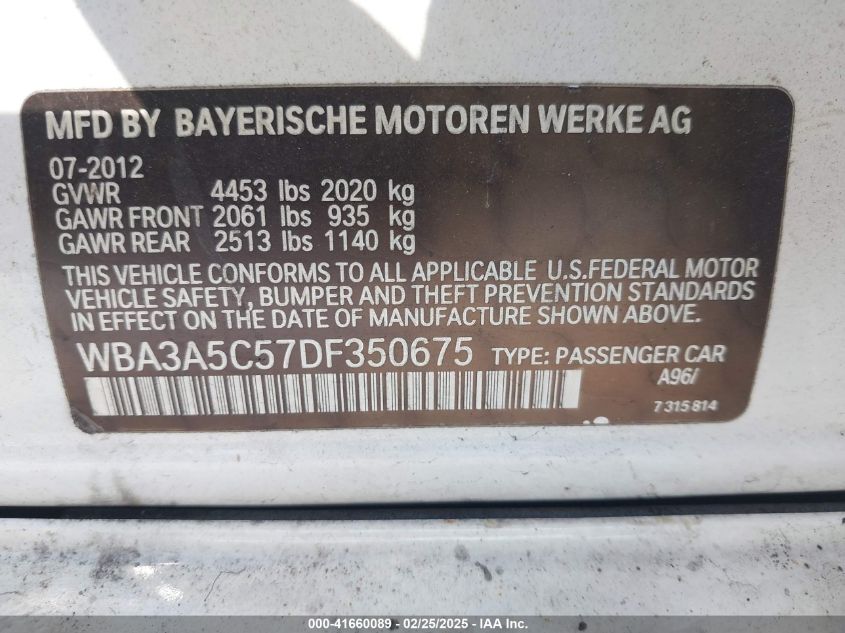 MFD BY BAYERISCHE MOTOREN WERKE AG
07-2012
GVWR 4453 lbs 2020 kg
GAWR FRONT 2061 lbs 935 kg
GAWR REAR 2513 lbs 1140 kg
THIS VEHICLE CONFORMS TO ALL APPLICABLE U.S.FEDERAL MOTOR
VEHICLE SAFETY, BUMPER AND THEFT PREVENTION STANDARDS
IN EFFECT ON THE DATE OF MANUFACTURE SHOWN ABOVE.
WBA3A5C57DF350675 TYPE: PASSENGER CAR
A96/
7 315 814
000-41660089 - 02/25/2025 - IAA Inc.